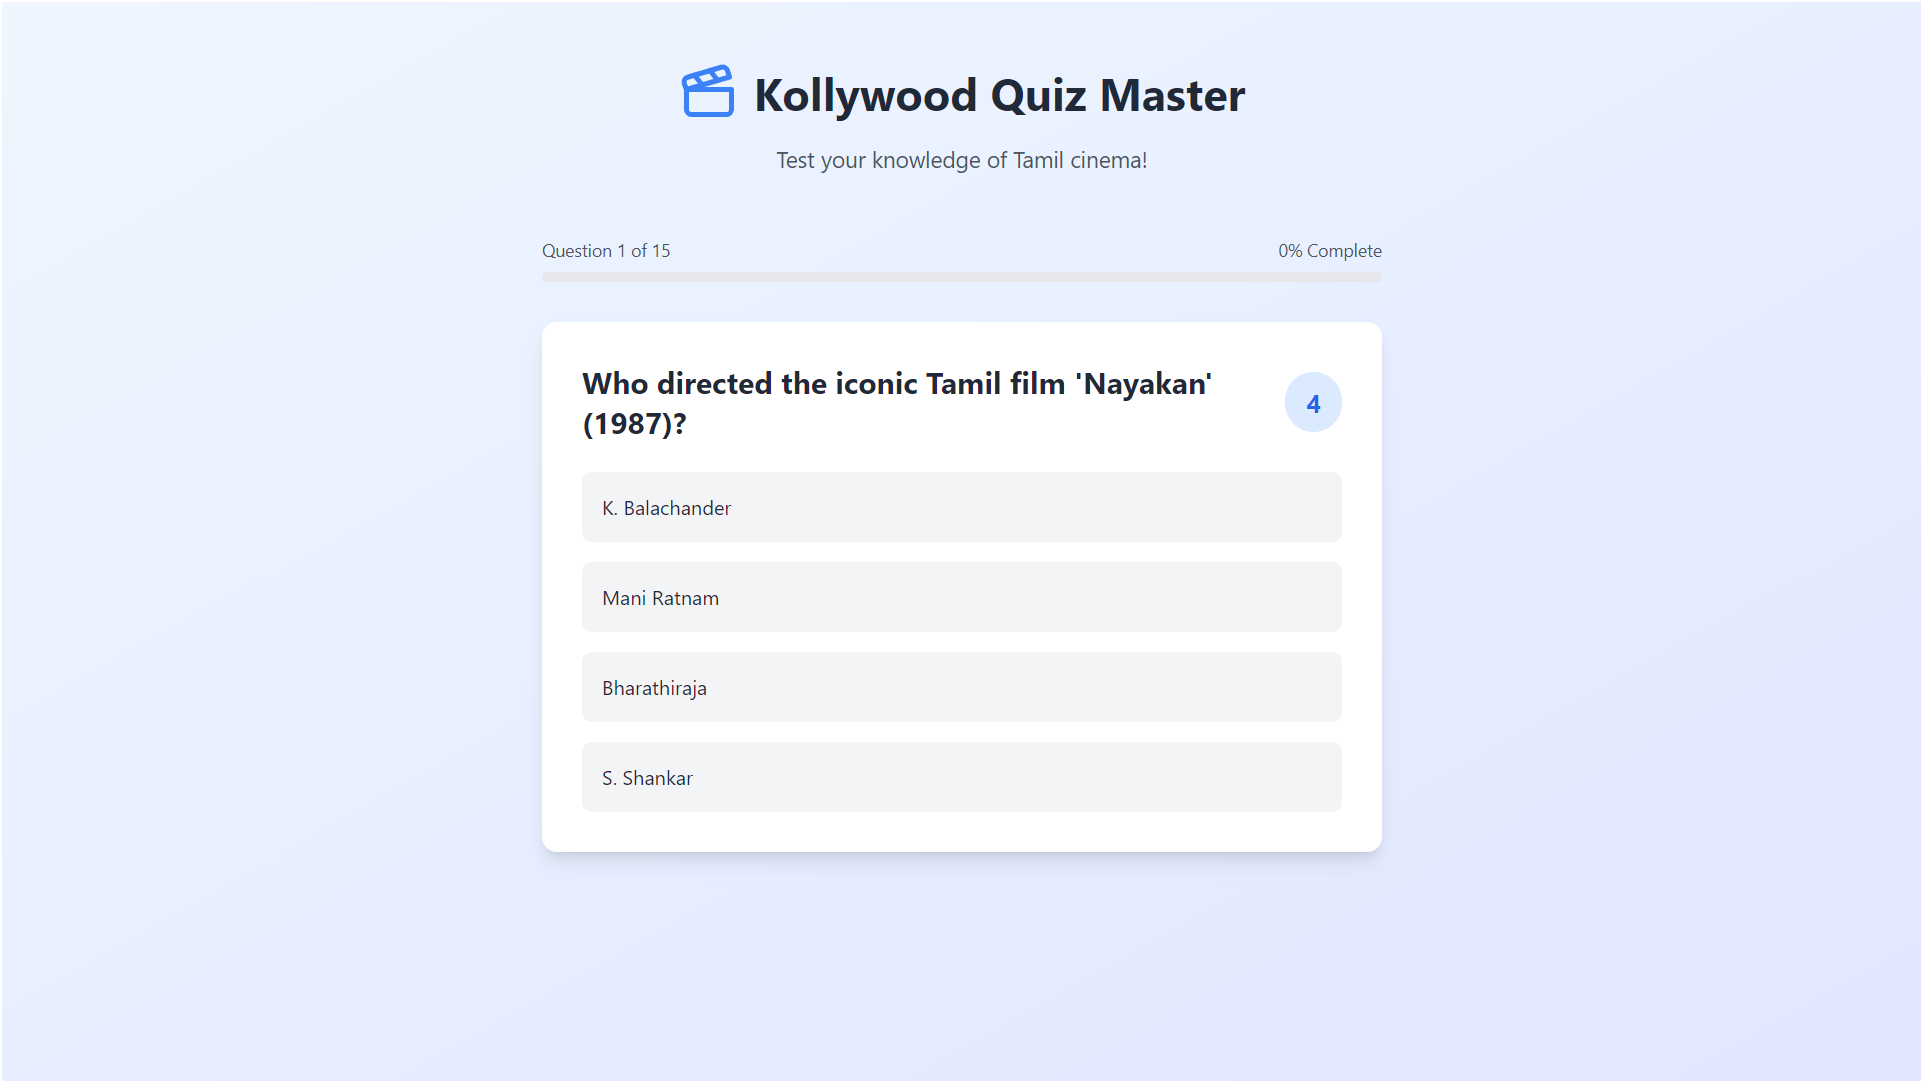 Kollywood Quiz Master
Test your knowledge of Tamil cinema!
Question 1 of 15
0% Complete
Who directed the iconic Tamil film 'Nayakan'
(1987)?
4
K. Balachander
Mani Ratnam
Bharathiraja
S. Shankar